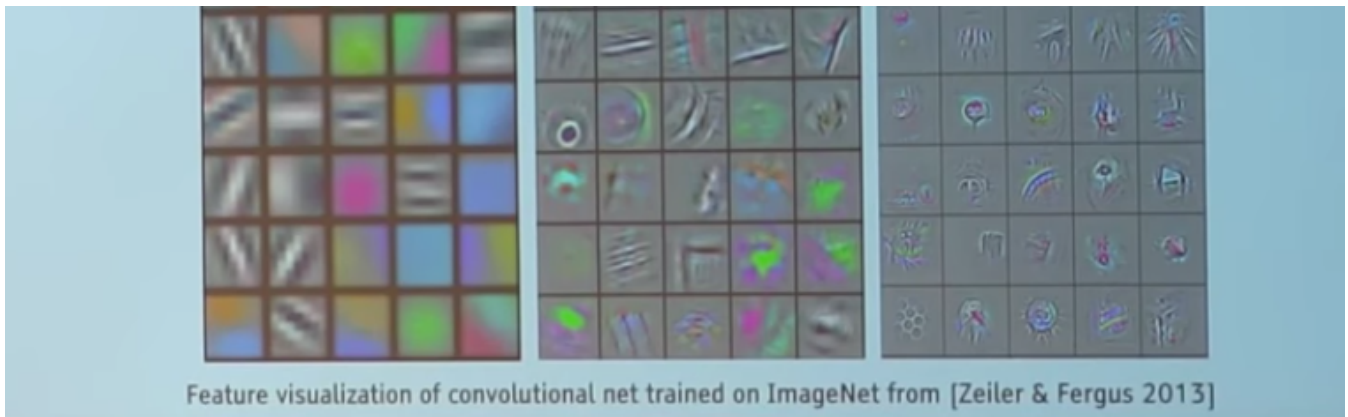 Feature visualization of convolutional net trained on ImageNet from [Zeiler & Fergus 2013]